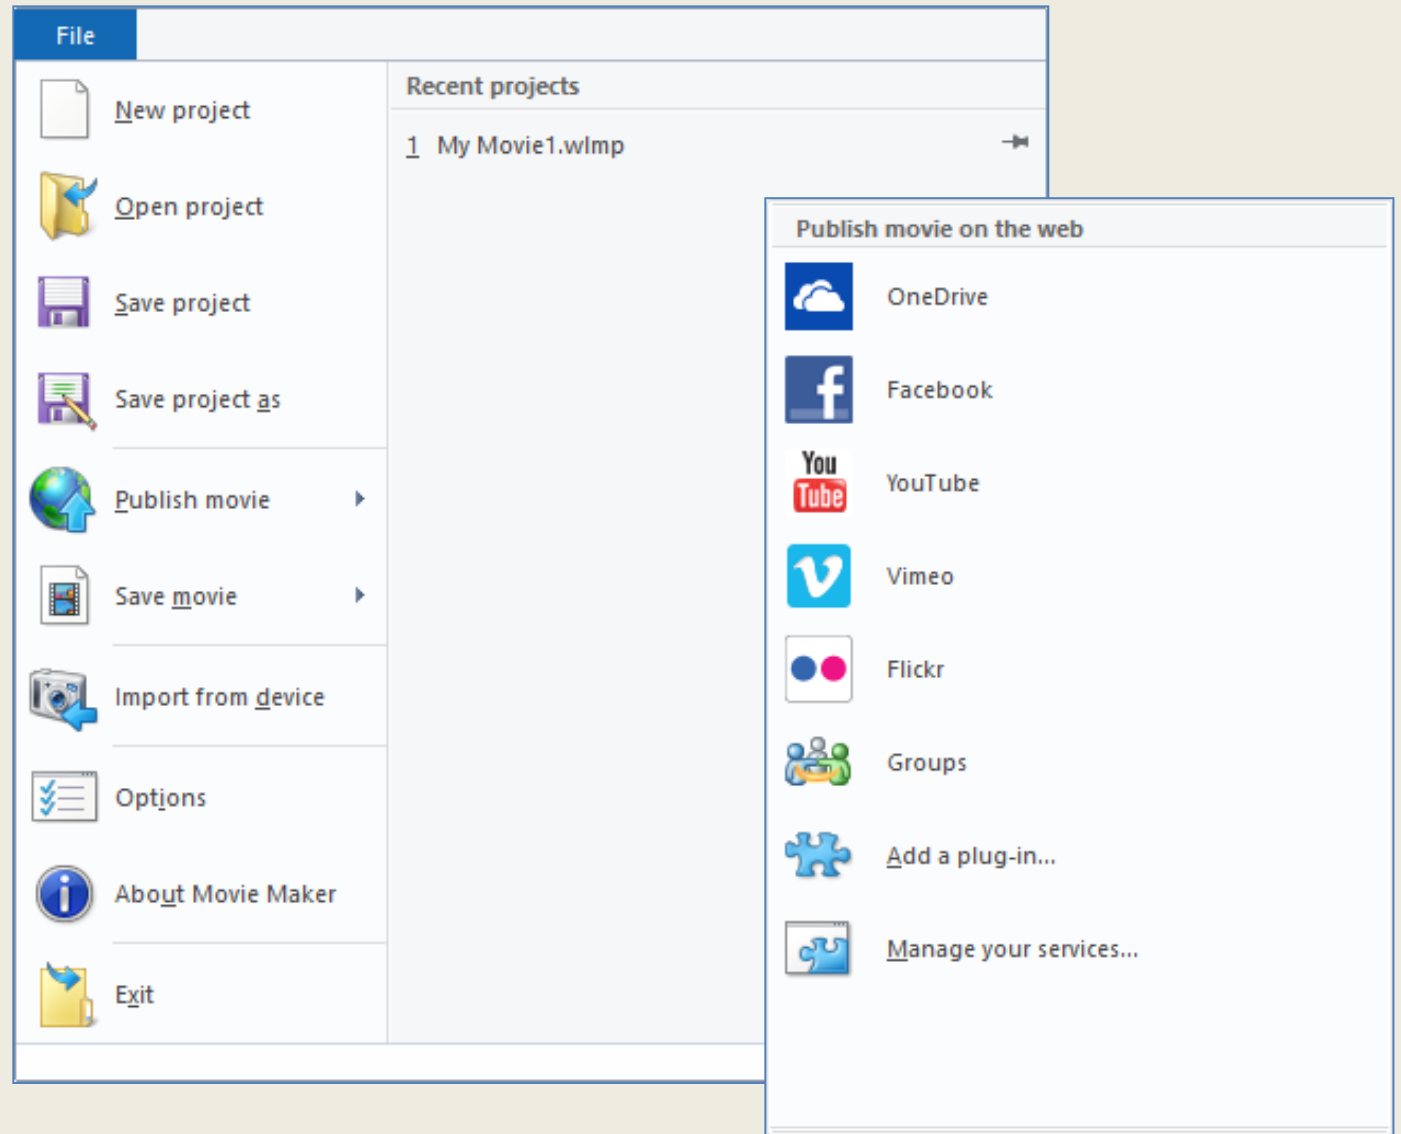 File
New project
Open project
Save project
Save project as
Publish movie
Save movie
Import from device
Options
About Movie Maker
Exit
Recent projects
1 My Movie1.wlmp
Publish movie on the web
OneDrive
f
Facebook
You
Tube
YouTube
Vimeo
Flickr
Groups
Add a plug-in...
Manage your services...